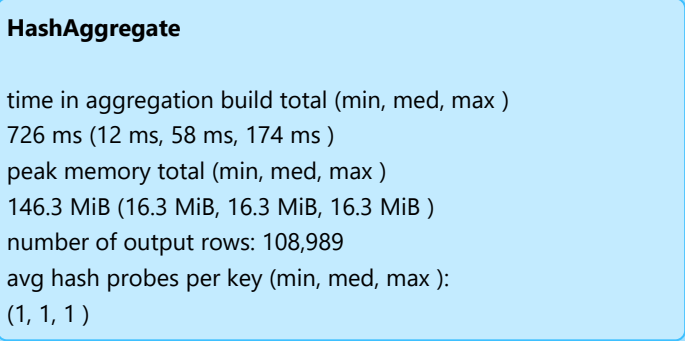 HashAggregate
time in aggregation build total (min, med, max )
726 ms (12 ms, 58 ms, 174 ms )
peak memory total (min, med, max )
146.3 MiB (16.3 MiB, 16.3 MiB, 16.3 MiB )
number of output rows: 108,989
avg hash probes per key (min, med, max ):
(1, 1, 1 )